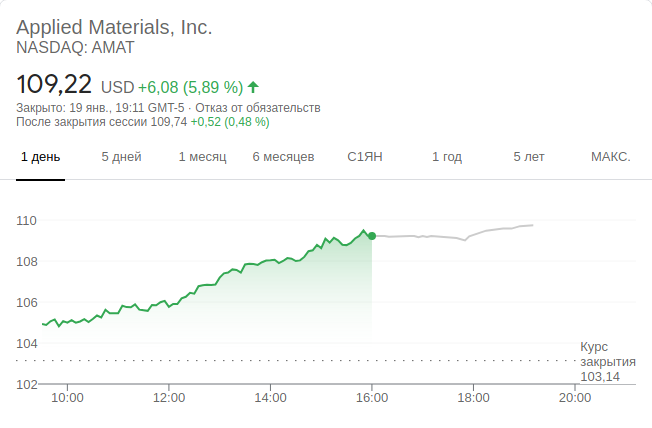 Applied Materials, Inc.
NASDAQ: AMAT
109,22 USD +6,08 (5,89 %)
Закрыто: 19 янв., 19:11 GMT-5 · Отказ от обязательств
После закрытия сессии 109,74 +0,52 (0,48 %)
1 день 5 дней 1 месяц 6 месяцев С1ЯН 1 год 5 лет МАКС.
110
108
106
104
Курс
закрытия
103,14
102
10:00 12:00 14:00 16:00 18:00 20:00